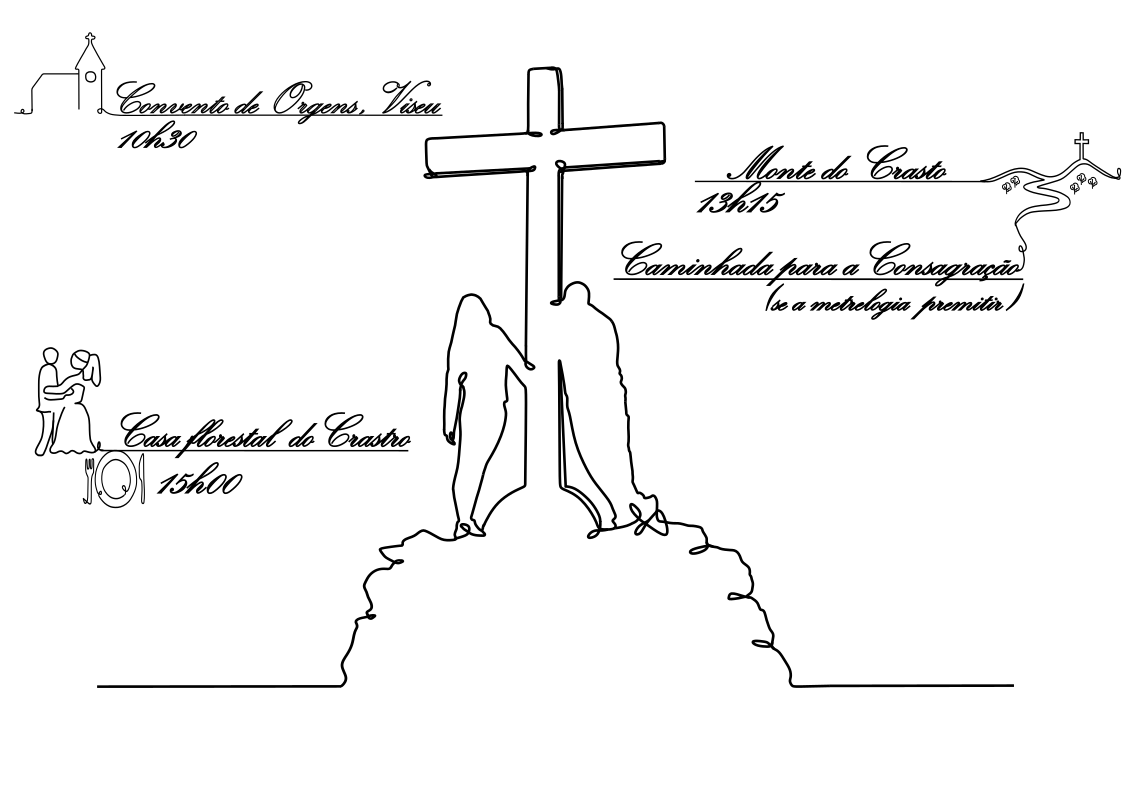 Convento de Orgens, Viseu
10h30
Monte do Crasto
13h15
Caminhada para a Consagração
(se a metrelogia premitir)
Casa florestal do Crastro
15h00